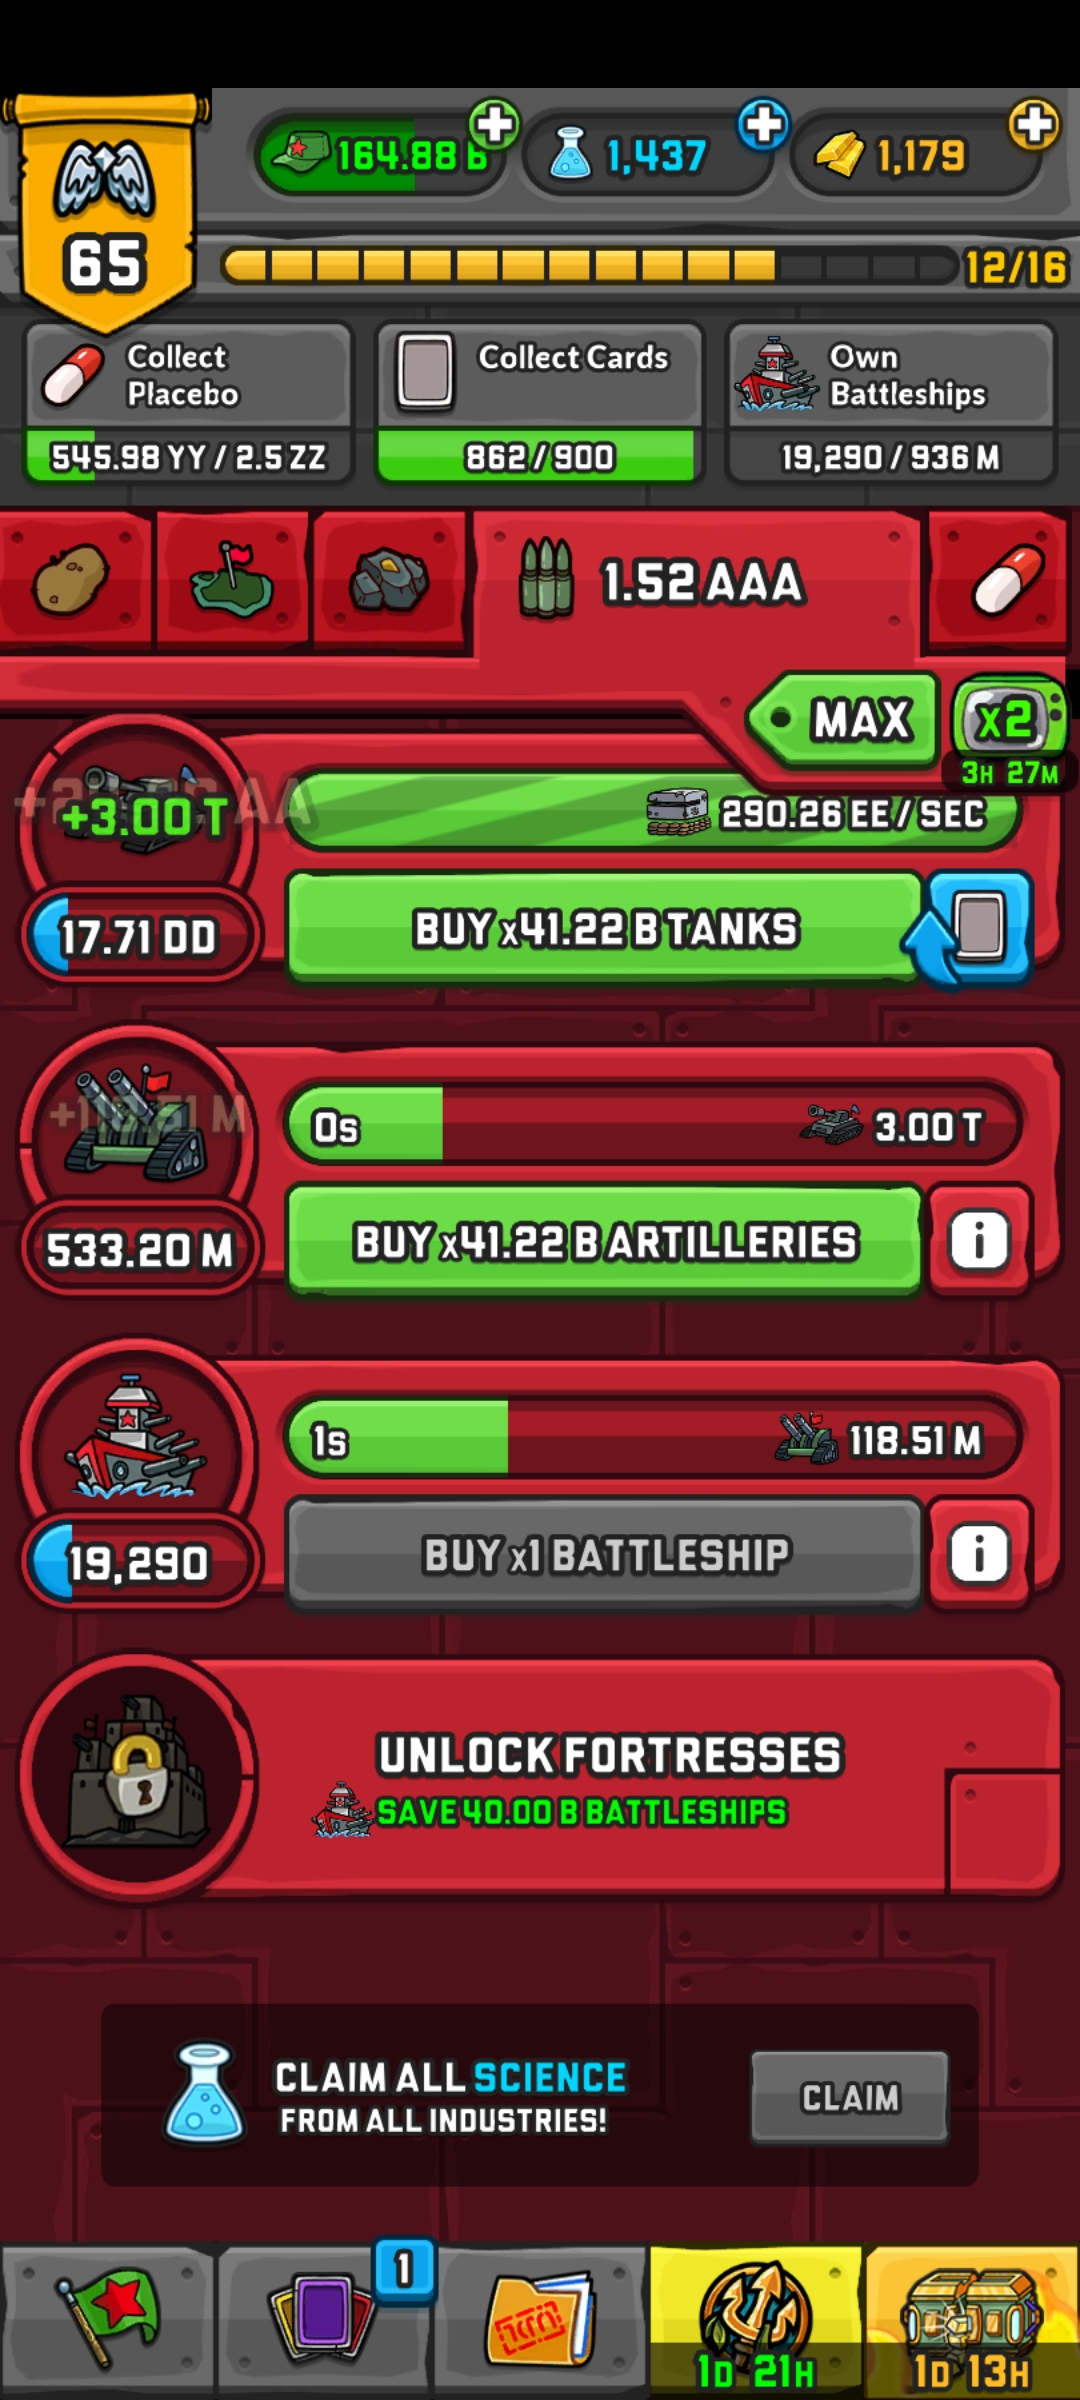 65
164.88 B
1,437
1,179
12/16
Collect
Placebo
545.98 YY / 2.5 ZZ
Collect Cards
862/900
Own
Battleships
19,290 / 936 M
1.52 AAA
MAX
x2
3H 27M
+3.00 T
290.26 EE / SEC
17.71 DD
BUY x41.22 B TANKS
0s
3.00 T
533.20 M
BUY x41.22 B ARTILLERIES
i
1s
118.51 M
19,290
BUY x1 BATTLESHIP
i
UNLOCK FORTRESSES
SAVE 40.00 B BATTLESHIPS
CLAIM ALL SCIENCE
FROM ALL INDUSTRIES!
CLAIM
1
1D 21H
1D 13H